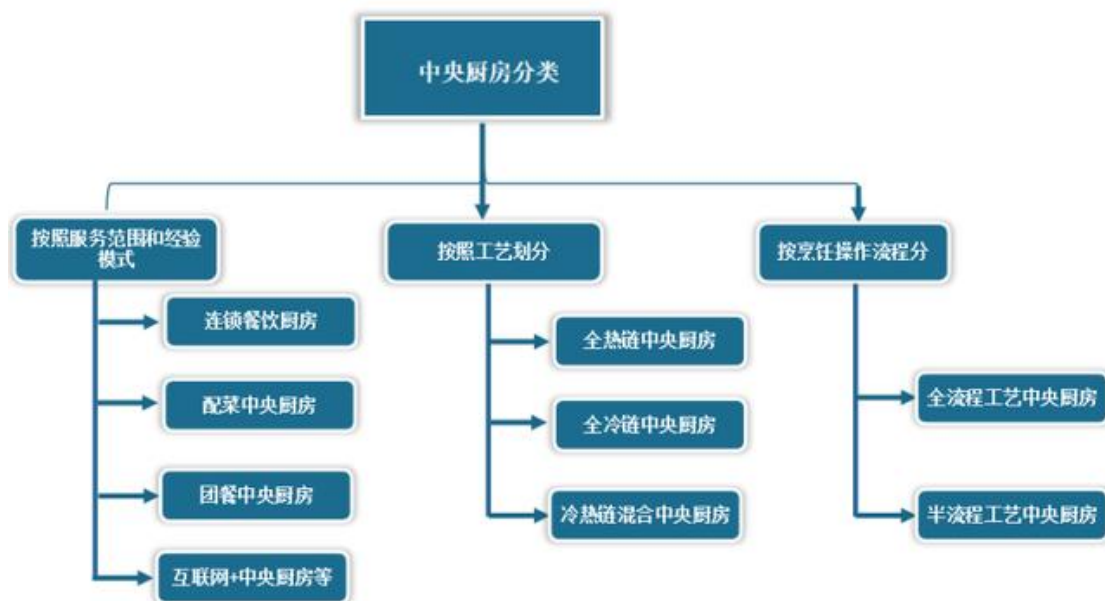 中央厨房分类
按照服务范围和经验
模式
连锁餐饮厨房
配菜中央厨房
团餐中央厨房
互联网+中央厨房等
按照工艺划分
全热链中央厨房
全冷链中央厨房
冷热链混合中央厨房
按烹饪操作流程分
全流程工艺中央厨房
半流程工艺中央厨房